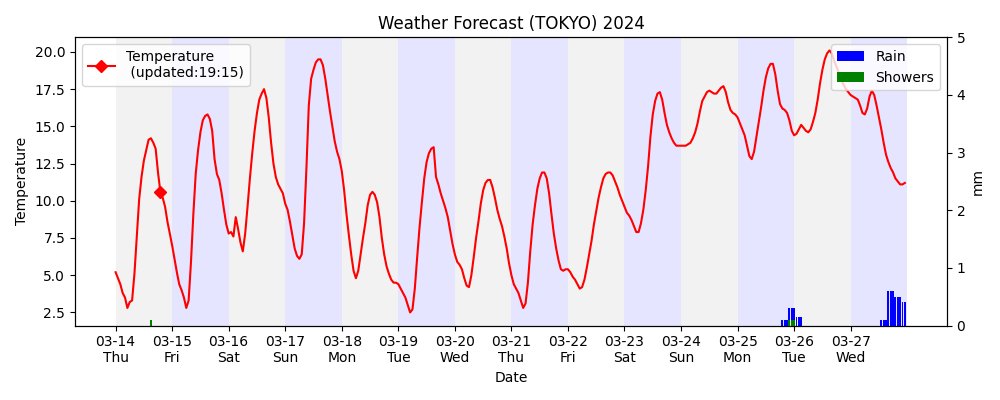 Weather Forecast (TOKYO) 2024
Temperature
(updated:19:15)
Rain
Showers
Temperature
20.0
17.5
15.0
12.5
10.0
7.5
5.0
2.5
5
4
3
2
1
0
mm
03-14 03-15 03-16 03-17 03-18 03-19 03-20 03-21 03-22 03-23 03-24 03-25 03-26 03-27
Thu Fri Sat Sun Mon Tue Wed Thu Fri Sat Sun Mon Tue Wed
Date